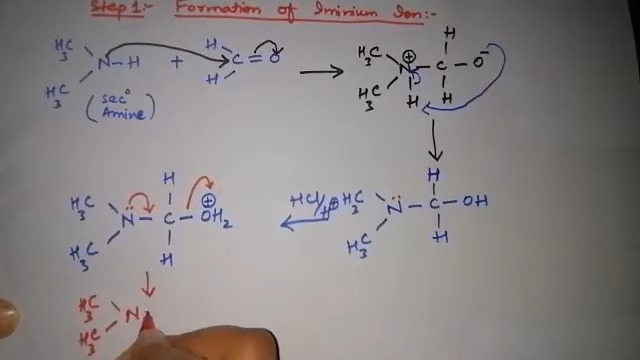 Step 1:- Formation of Iminium Ion:-
H₃C H₃C N-H + H H C=O
(sec° Amine)
H₃C H₃C N⊕ H - C H H - O⁻
H₃C H₃C N̈ - C H H - OH
HCl/H⊕
H₃C H₃C N̈ - C H H - OH₂ ⊕
H₃C H₃C N